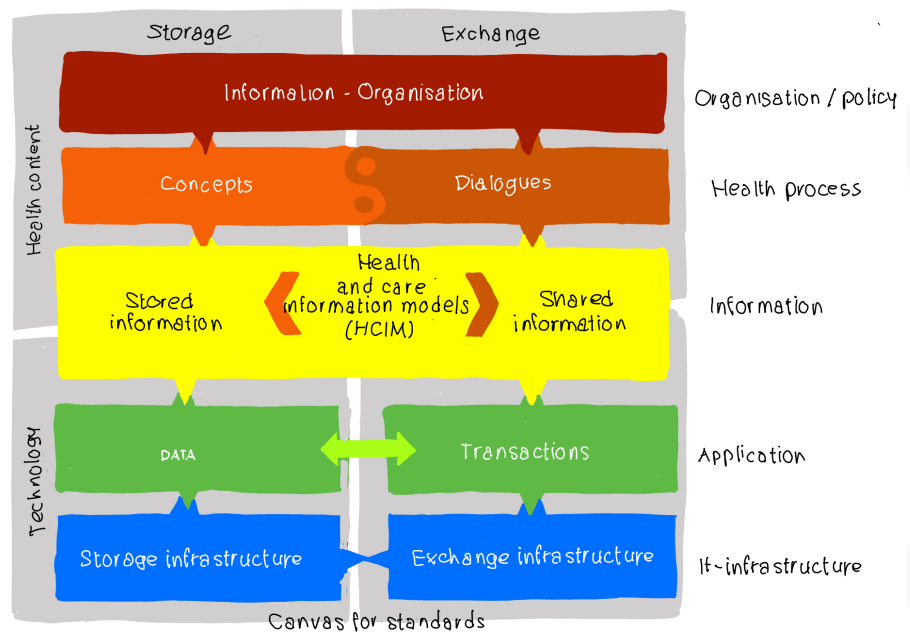 Storage
Exchange
Information - Organisation
Organisation / policy
Health content
Concepts
Dialogues
Health process
Stored
information
Health
and care
information models
(HCIM)
Shared
information
Information
Technology
DATA
Transactions
Application
Storage infrastructure
Exchange infrastructure
It-infrastructure
Canvas for standards